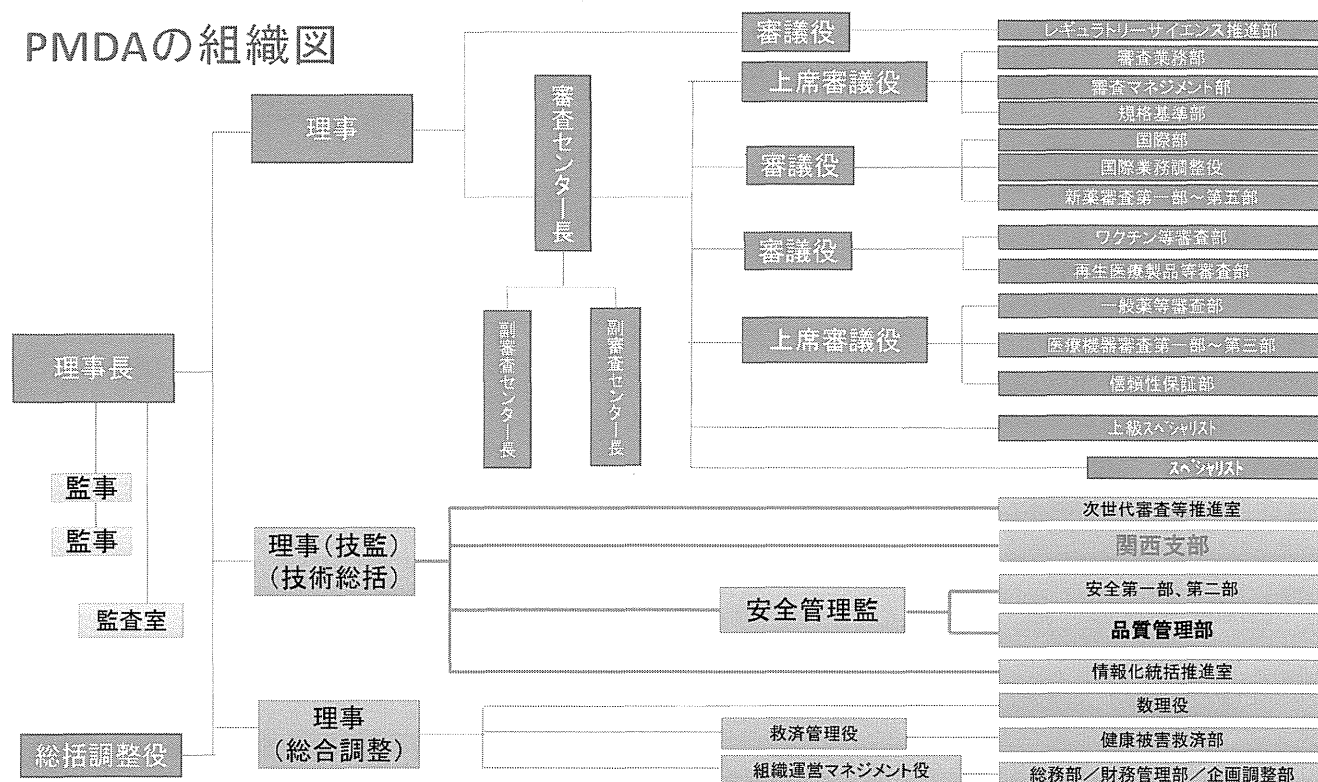 PMDAの組織図
理事長
監事
監事
監査室
総括調整役
理事
審査センター長
副審査センター長
副審査センター長
審議役
レギュラトリーサイエンス推進部
上席審議役
審査業務部
審査マネジメント部
規格基準部
審議役
国際部
国際業務調整役
新薬審査第一部～第五部
審議役
ワクチン等審査部
再生医療製品等審査部
上席審議役
一般薬等審査部
医療機器審査第一部～第三部
信頼性保証部
上級スペシャリスト
スペシャリスト
理事(技監)
(技術総括)
次世代審査等推進室
関西支部
安全管理監
安全第一部、第二部
品質管理部
情報化統括推進室
理事
(総合調整)
数理役
救済管理役
健康被害救済部
組織運営マネジメント役
総務部／財務管理部／企画調整部